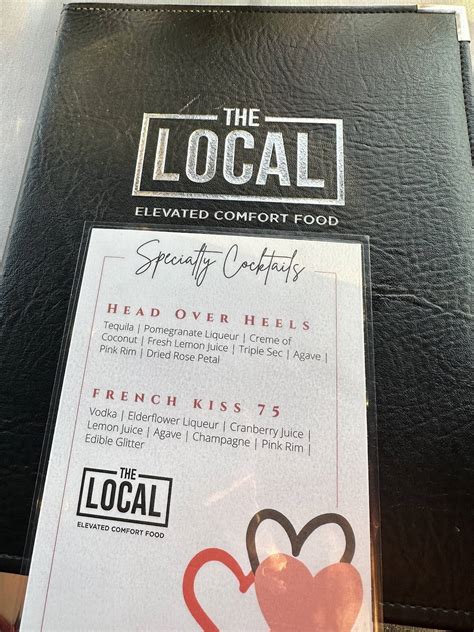 THE
LOCAL
ELEVATED COMFORT FOOD
Specialty Cocktails
HEAD OVER HEELS
Tequila | Pomegranate Liqueur | Creme of
Coconut | Fresh Lemon Juice | Triple Sec | Agave |
Pink Rim | Dried Rose Petal
FRENCH KISS 75
Vodka | Elderflower Liqueur | Cranberry Juice |
Lemon Juice | Agave | Champagne | Pink Rim |
Edible Glitter
THE
LOCAL
ELEVATED COMFORT FOOD